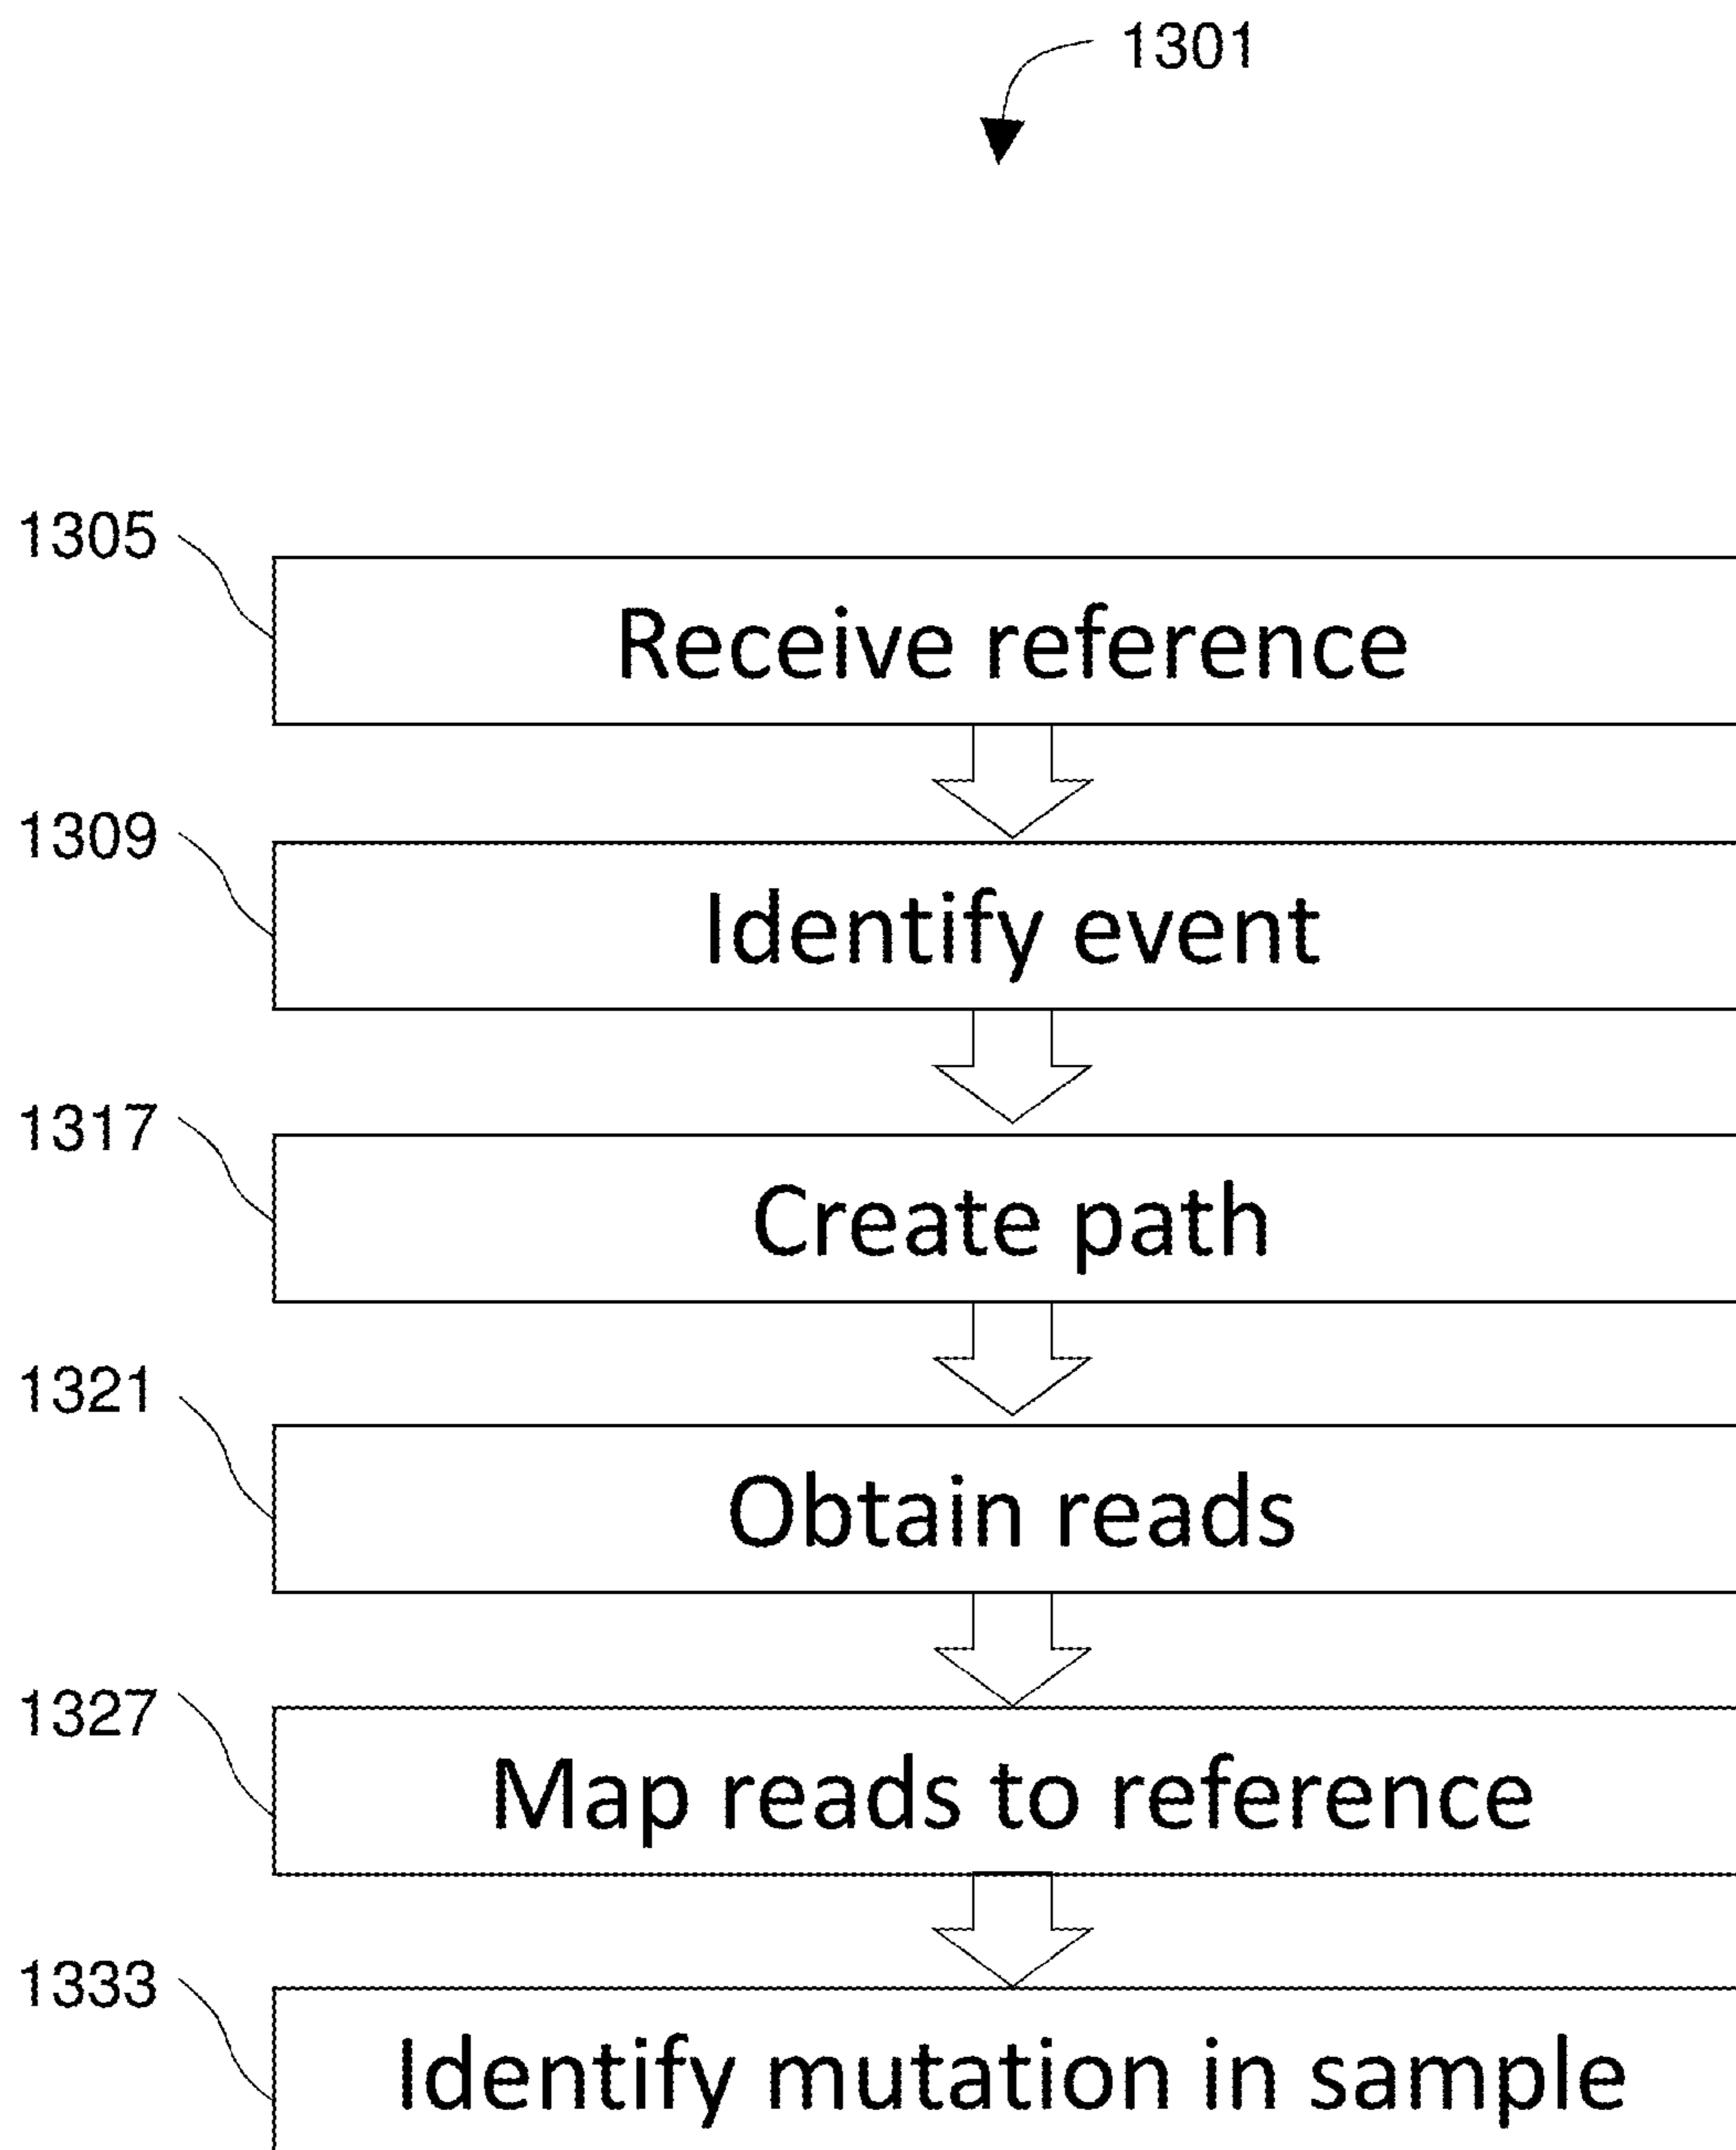 1301
1305
Receive reference
1309
Identify event
1317
Create path
1321
Obtain reads
1327
Map reads to reference
1333
Identify mutation in sample